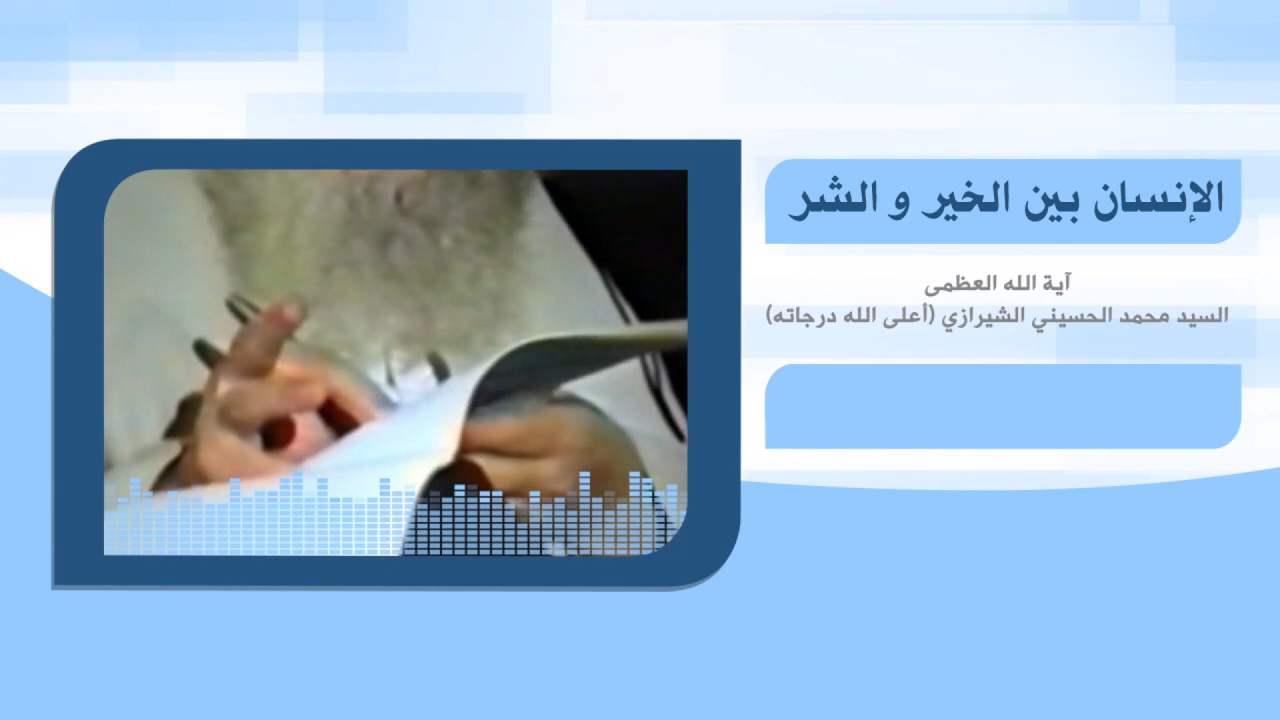 الإنسان بين الخير و الشر
آية الله العظمى
السيد محمد الحسيني الشيرازي (أعلى الله درجاته)